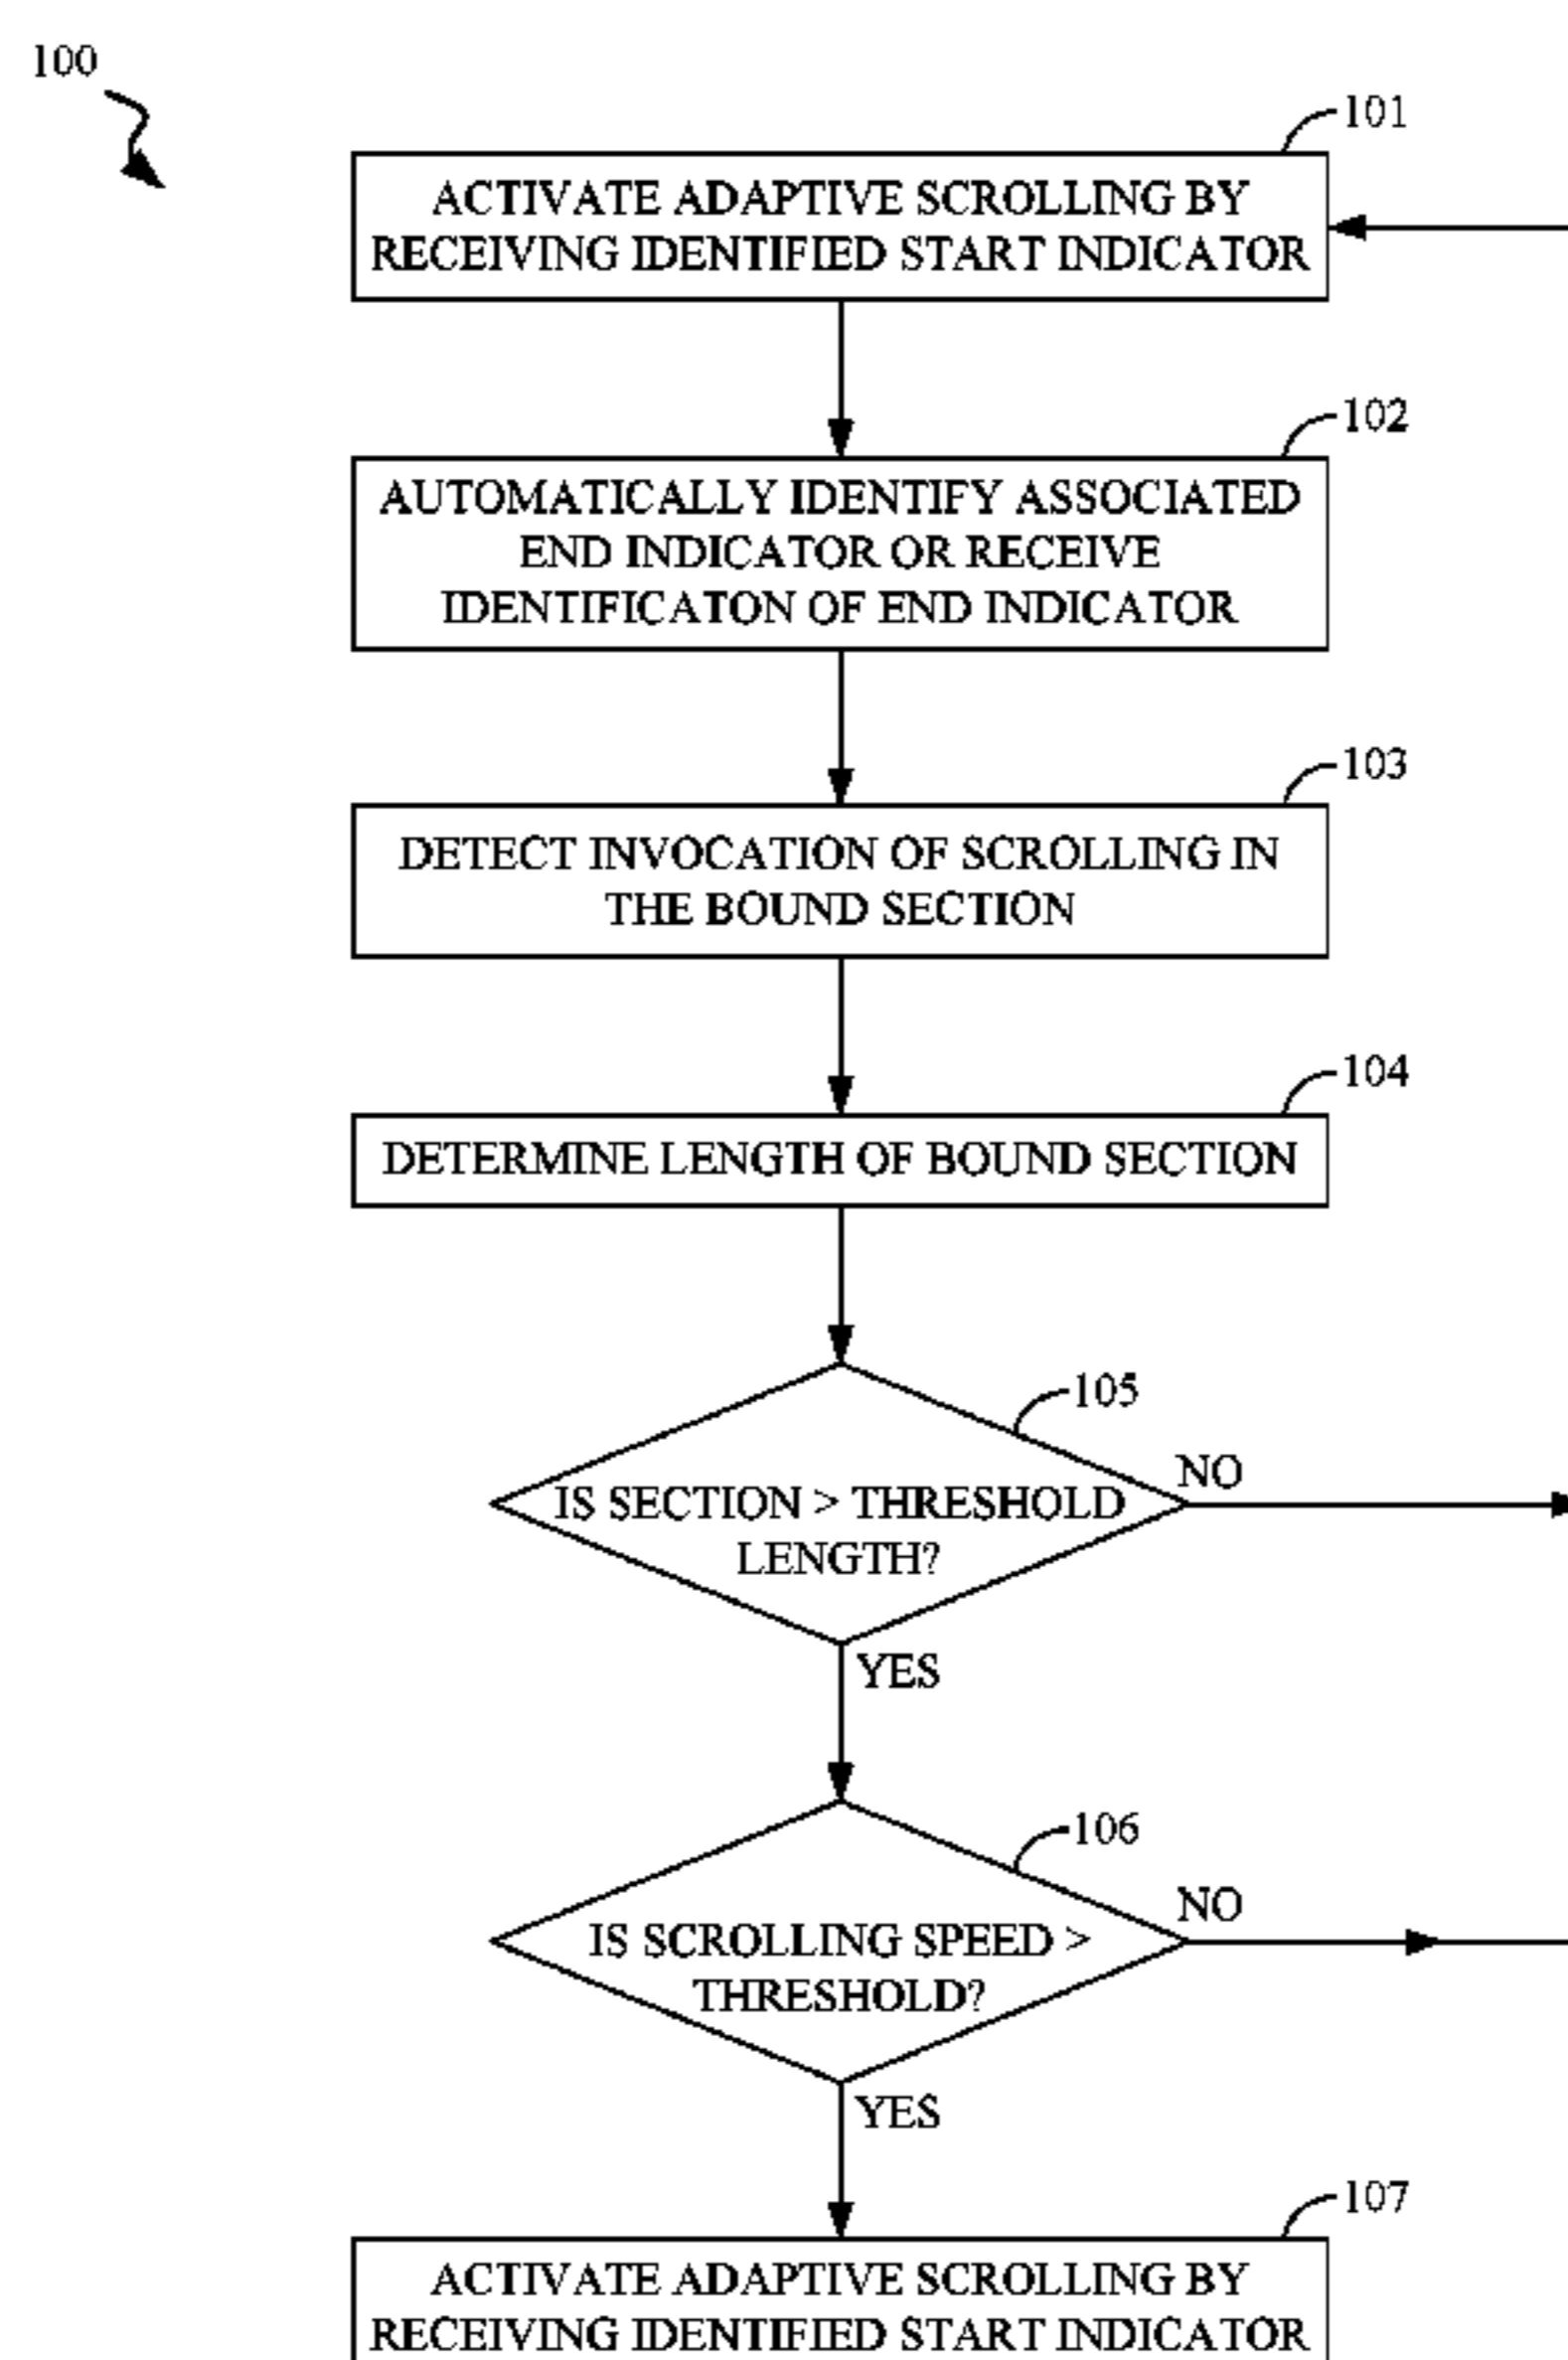 100
101
ACTIVATE ADAPTIVE SCROLLING BY
RECEIVING IDENTIFIED START INDICATOR
102
AUTOMATICALLY IDENTIFY ASSOCIATED
END INDICATOR OR RECEIVE
IDENTIFICATON OF END INDICATOR
103
DETECT INVOCATION OF SCROLLING IN
THE BOUND SECTION
104
DETERMINE LENGTH OF BOUND SECTION
105
NO
IS SECTION > THRESHOLD
LENGTH?
YES
106
NO
IS SCROLLING SPEED >
THRESHOLD?
YES
107
ACTIVATE ADAPTIVE SCROLLING BY
RECEIVING IDENTIFIED START INDICATOR